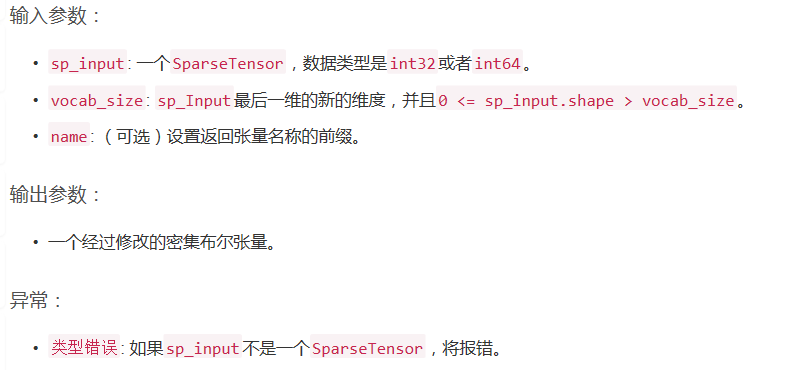 输入参数：
• sp_input: 一个SparseTensor，数据类型是int32或者int64。
• vocab_size: sp_Input最后一维的新的维度，并且0 <= sp_input.shape > vocab_size。
• name:（可选）设置返回张量名称的前缀。
输出参数：
• 一个经过修改的密集布尔张量。
异常：
• 类型错误: 如果sp_input不是一个SparseTensor，将报错。